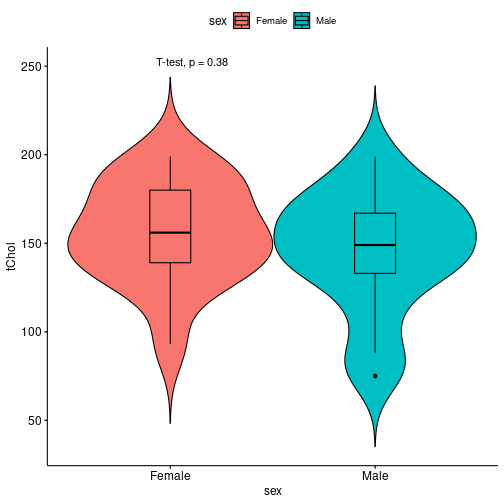 sex Female Male
T-test, p = 0.38
250
200
150
100
50
tChol
Female Male
sex